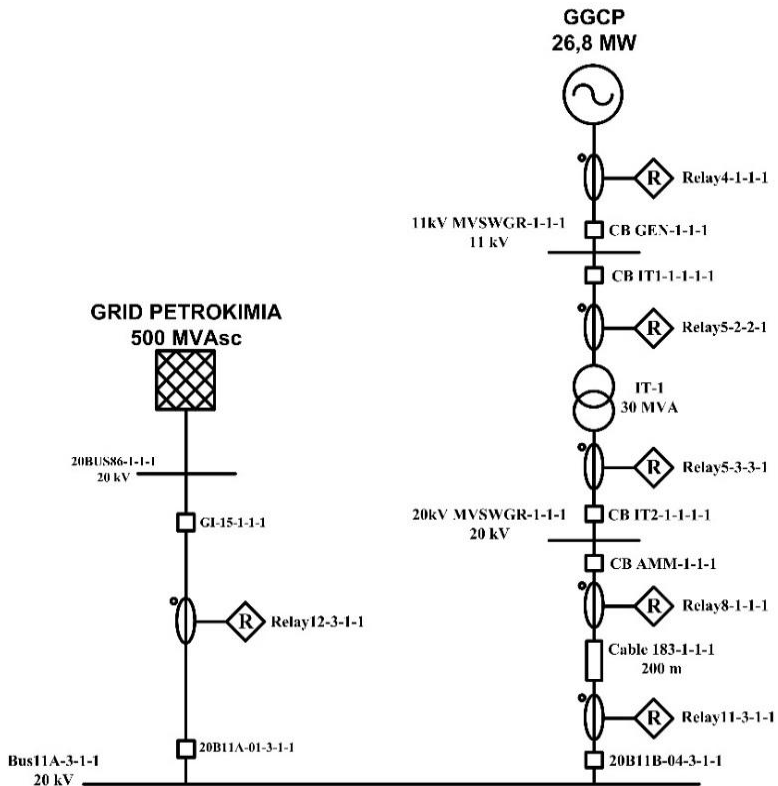 GGCP
26,8 MW
R
Relay4-1-1-1
11kV MVSWGR-1-1-1
11 kV
CB GEN-1-1-1
CB IT1-1-1-1-1
R
Relay5-2-2-1
GRID PETROKIMIA
500 MVAsc
IT-1
30 MVA
20BUS86-1-1-1
20 kV
R
Relay5-3-3-1
GI-15-1-1-1
20kV MVSWGR-1-1-1
20 kV
CB IT2-1-1-1-1
CB AMM-1-1-1
R
Relay12-3-1-1
R
Relay8-1-1-1
Cable 183-1-1-1
200 m
R
Relay11-3-1-1
20B11A-01-3-1-1
Bus11A-3-1-1
20 kV
20B11B-04-3-1-1